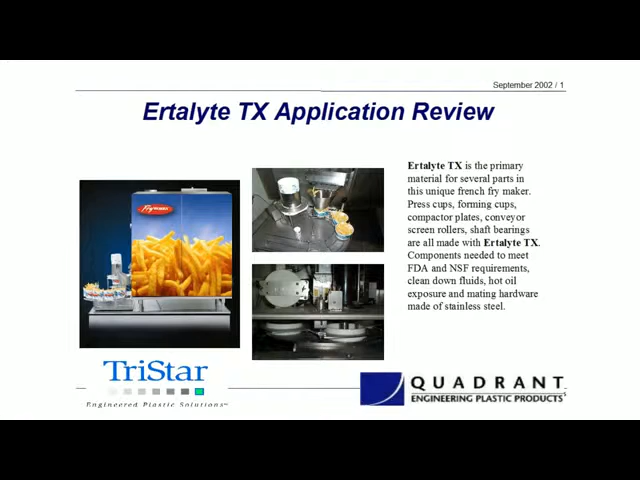 September 2002 / 1
Ertalyte TX Application Review
Ertalyte TX is the primary
material for several parts in
this unique french fry maker.
Press cups, forming cups,
compactor plates, conveyor
screen rollers, shaft bearings
are all made with Ertalyte TX.
Components needed to meet
FDA and NSF requirements,
clean down fluids, hot oil
exposure and mating hardware
made of stainless steel.
TriStar
Engineered Plastic Solutions™
QUADRANT
ENGINEERING PLASTIC PRODUCTS